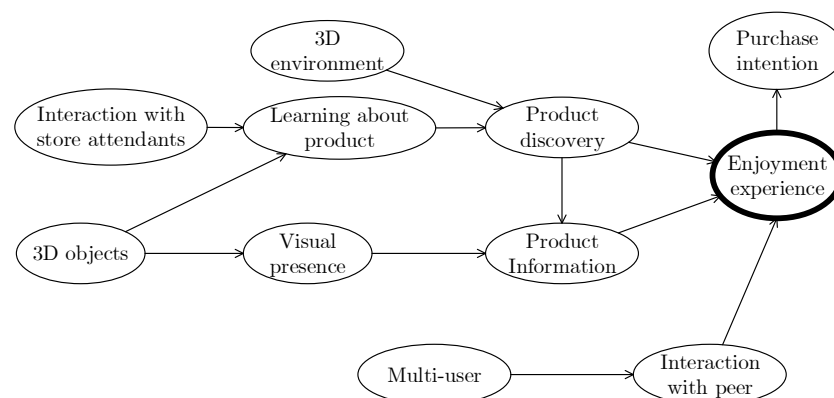 3D
environment
Purchase
intention
Interaction with
store attendants
Learning about
product
Product
discovery
Enjoyment
experience
3D objects
Visual
presence
Product
Information
Multi-user
Interaction
with peer